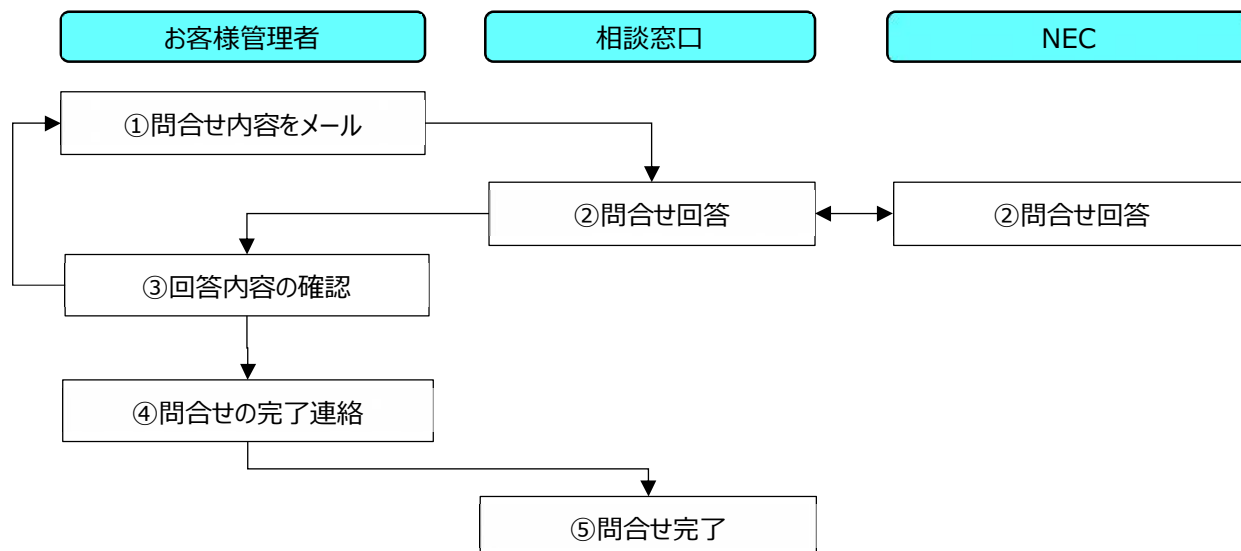 お客様管理者
相談窓口
NEC
①問合せ内容をメール
②問合せ回答
②問合せ回答
③回答内容の確認
④問合せの完了連絡
⑤問合せ完了